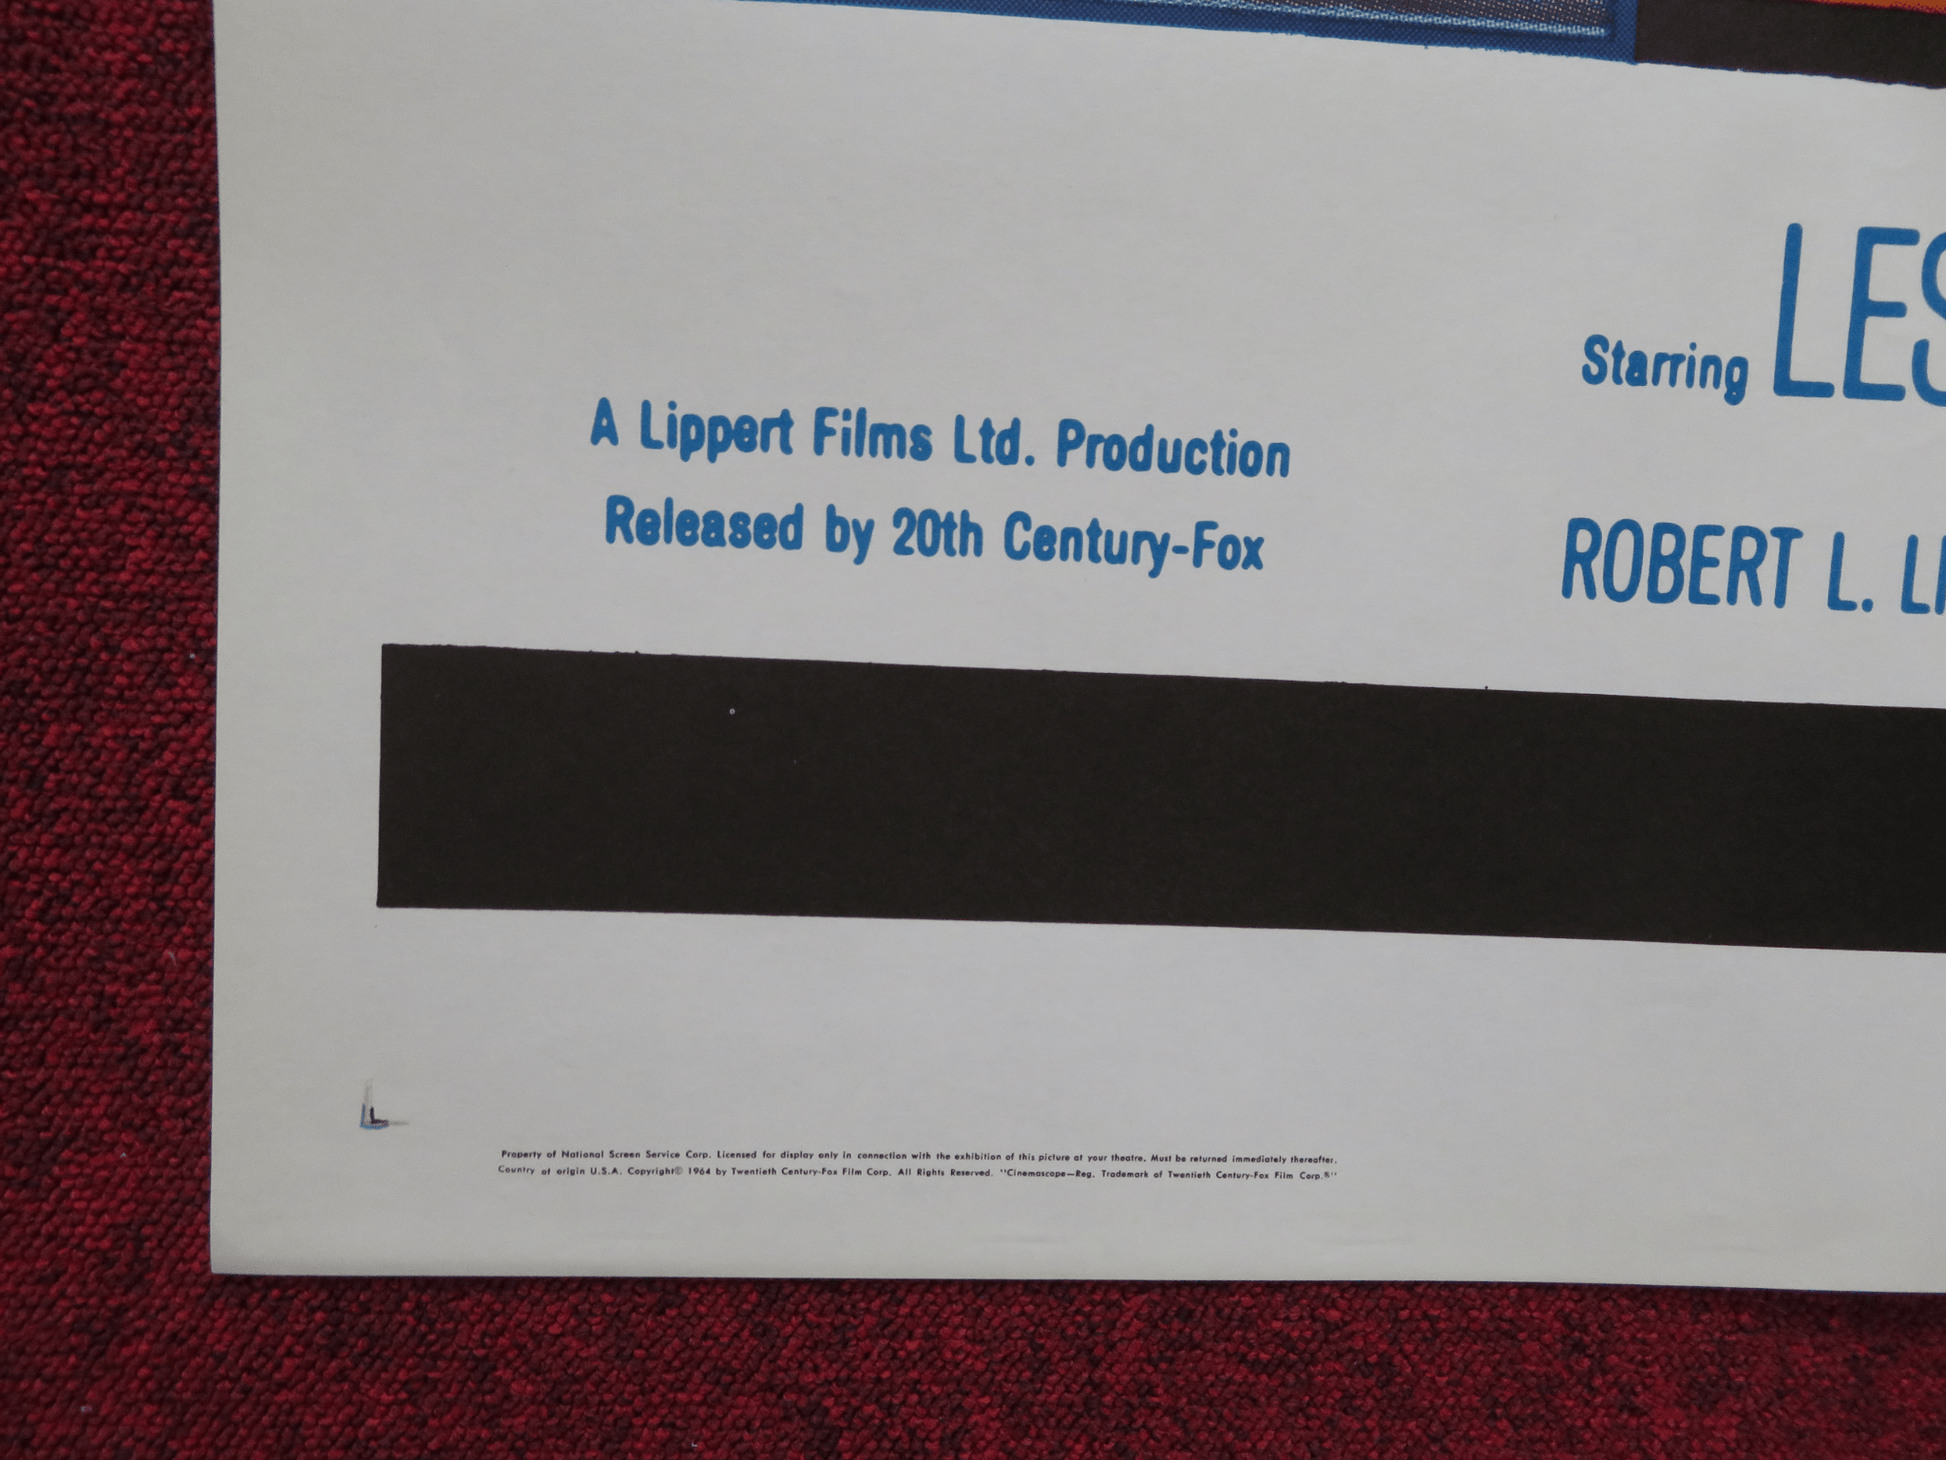 Starring LES
A Lippert Films Ltd. Production
Released by 20th Century-Fox
ROBERT L. LI
Property of National Screen Service Corp. Licensed for display only in connection with the exhibition of this picture at your theatre. Must be returned immediately thereafter.
Country of origin U.S.A. Copyright© 1964 by Twentieth Century-Fox Film Corp. All Rights Reserved. "Cinemascope—Reg. Trademark of Twentieth Century-Fox Film Corp.®"